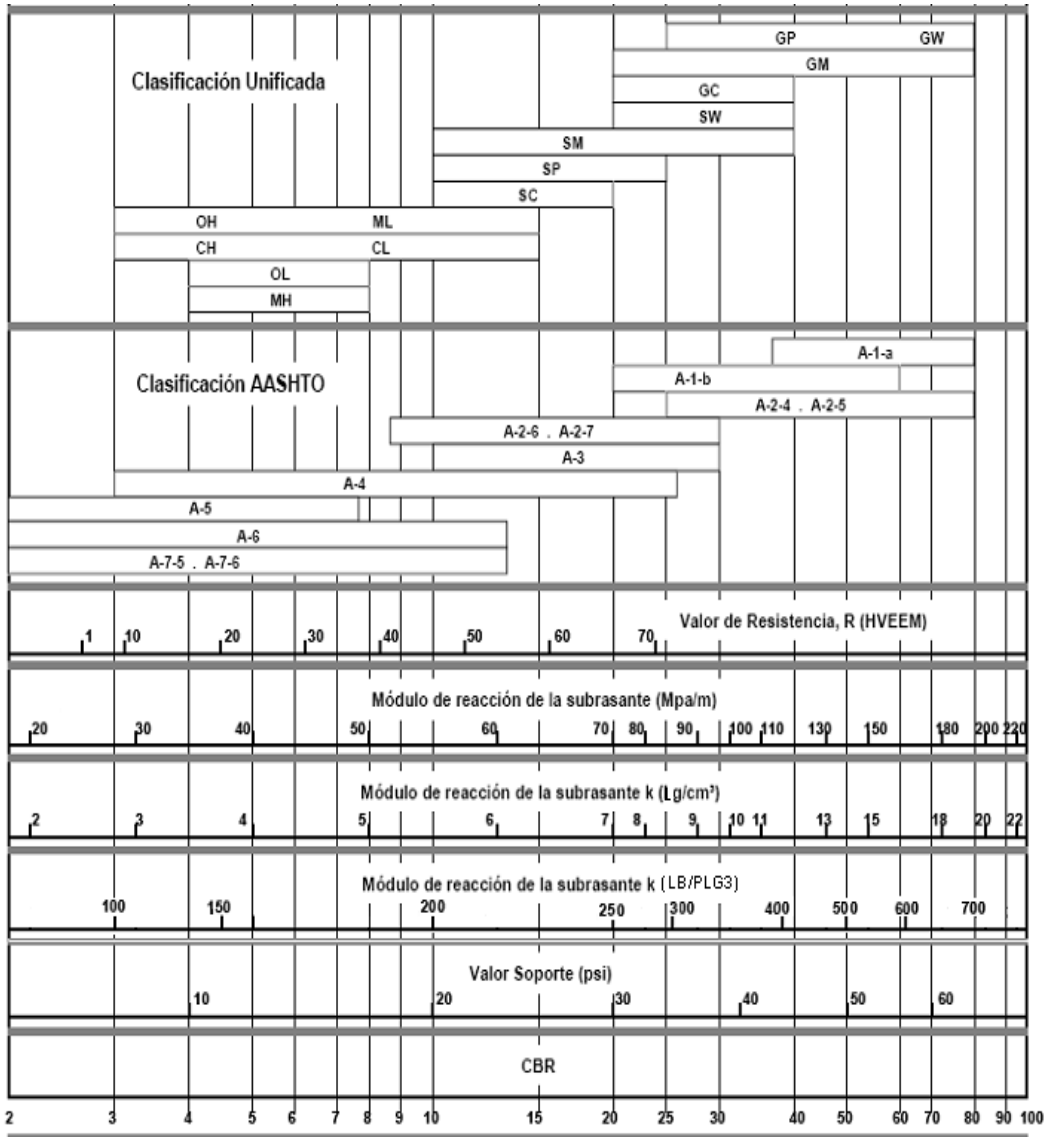 GP GW
GM
Clasificación Unificada
GC
SW
SM
SP
SC
OH ML
CH CL
OL
MH
A-1-a
Clasificación AASHTO
A-1-b
A-2-4 . A-2-5
A-2-6 . A-2-7
A-3
A-4
A-5
A-6
A-7-5 . A-7-6
Valor de Resistencia, R (HVEEM)
1 10 20 30 40 50 60 70
Módulo de reacción de la subrasante (Mpa/m)
20 30 40 50 60 70 80 90 100 110 130 150 180 200 220
Módulo de reacción de la subrasante k (Lg/cm³)
2 3 4 5 6 7 8 9 10 11 13 15 18 20 22
Módulo de reacción de la subrasante k (LB/PLG3)
100 150 200 250 300 400 500 600 700
Valor Soporte (psi)
10 20 30 40 50 60
CBR
2 3 4 5 6 7 8 9 10 15 20 25 30 40 50 60 70 80 90 100